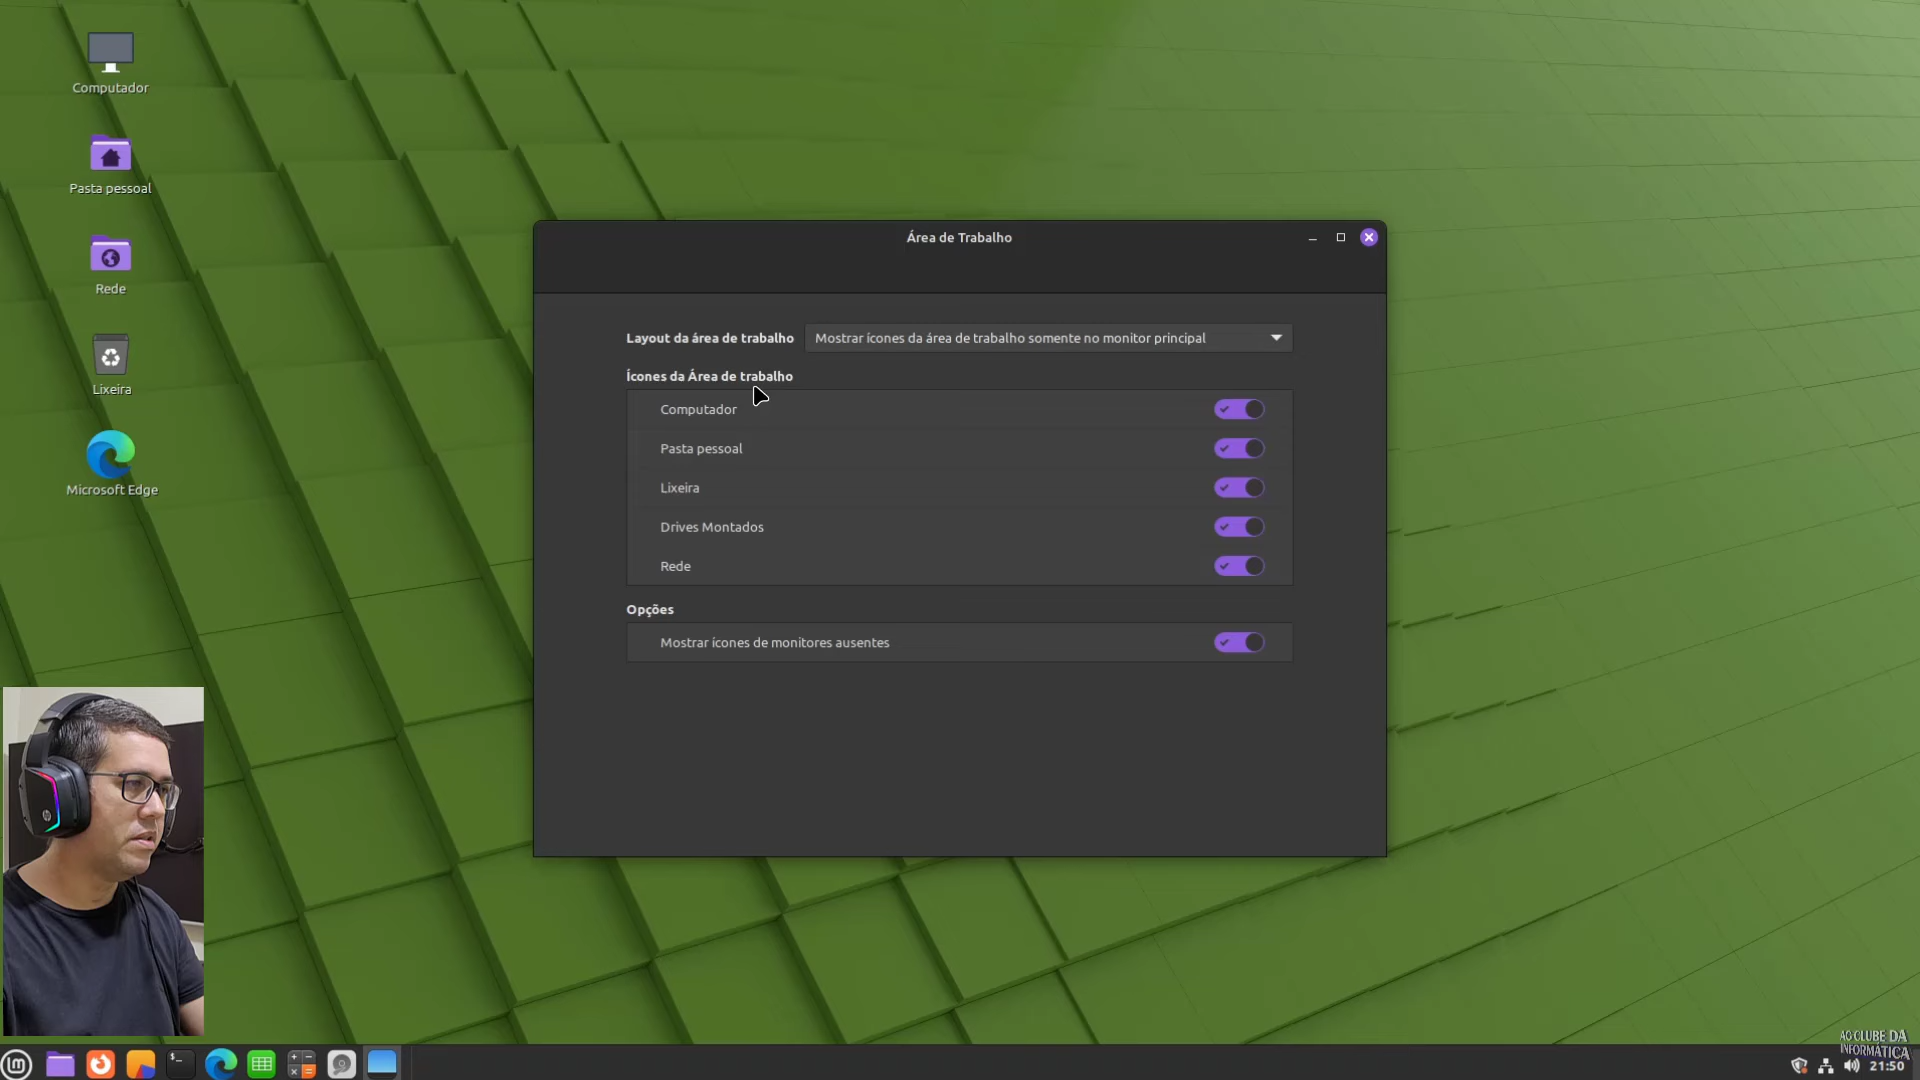 Computador
Pasta pessoal
Rede
Lixeira
Microsoft Edge
Área de Trabalho
Layout da área de trabalho
Mostrar ícones da área de trabalho somente no monitor principal
Ícones da Área de trabalho
Computador
Pasta pessoal
Lixeira
Drives Montados
Rede
Opções
Mostrar ícones de monitores ausentes
AO CLUBE DA
INFORMÁTICA
21:50